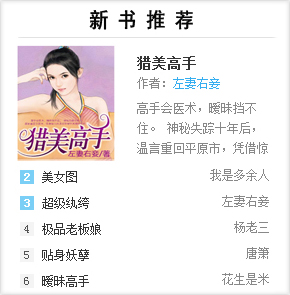 新书推荐
猎美高手
左妻右妾/著
猎美高手
作者：左妻右妾
高手会医术，暧昧挡不
住。 神秘失踪十年后，
温言重回平原市，凭借惊
2 美女图 我是多余人
3 超级纨绔 左妻右妾
4 极品老板娘 杨老三
5 贴身妖孽 唐箫
6 暧昧高手 花生是米